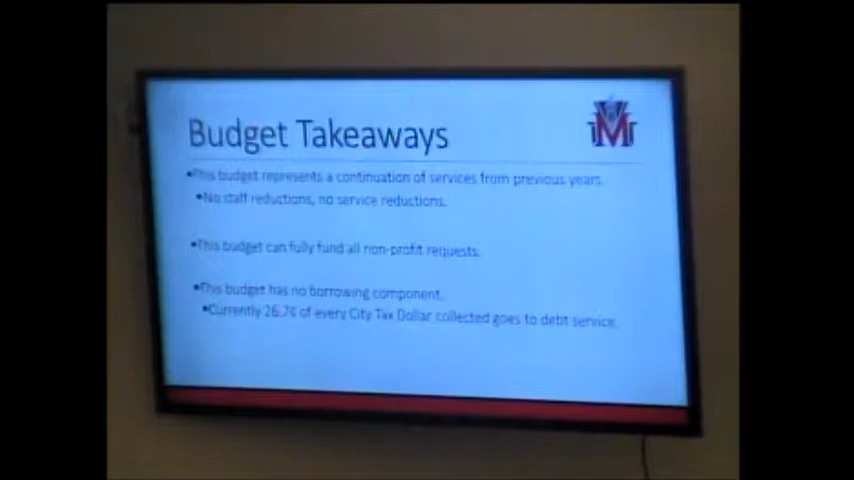 Budget Takeaways
•This budget represents a continuation of services from previous years.
•No staff reductions, no service reductions.
•This budget can fully fund all non-profit requests.
•This budget has no borrowing component.
•Currently 26.7¢ of every City Tax Dollar collected goes to debt service.
M